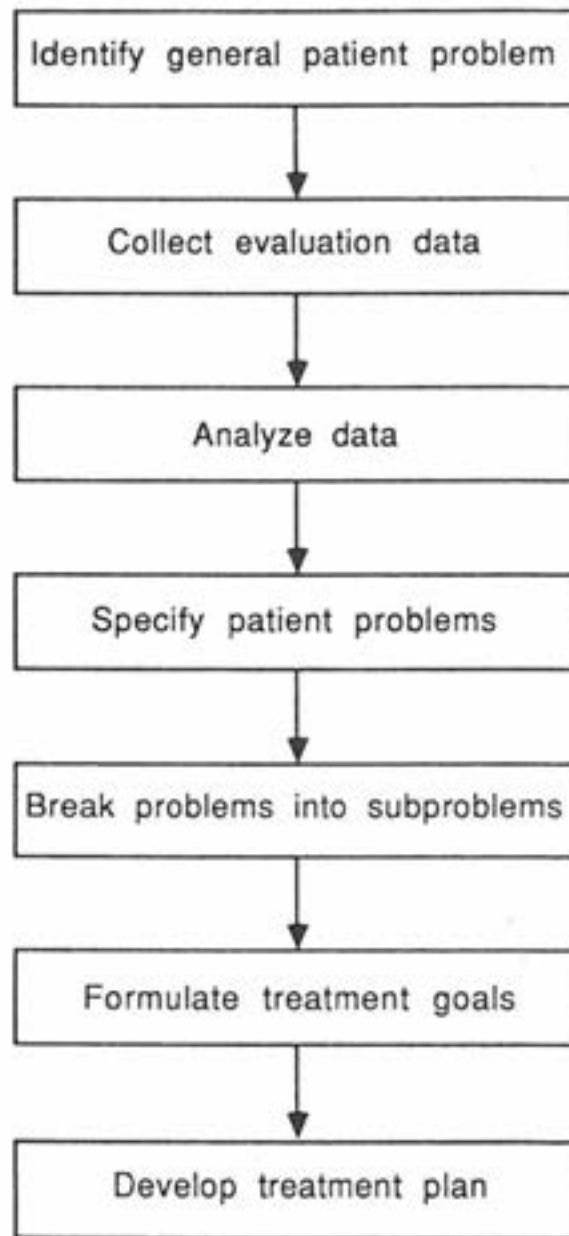 Identify general patient problem
Collect evaluation data
Analyze data
Specify patient problems
Break problems into subproblems
Formulate treatment goals
Develop treatment plan